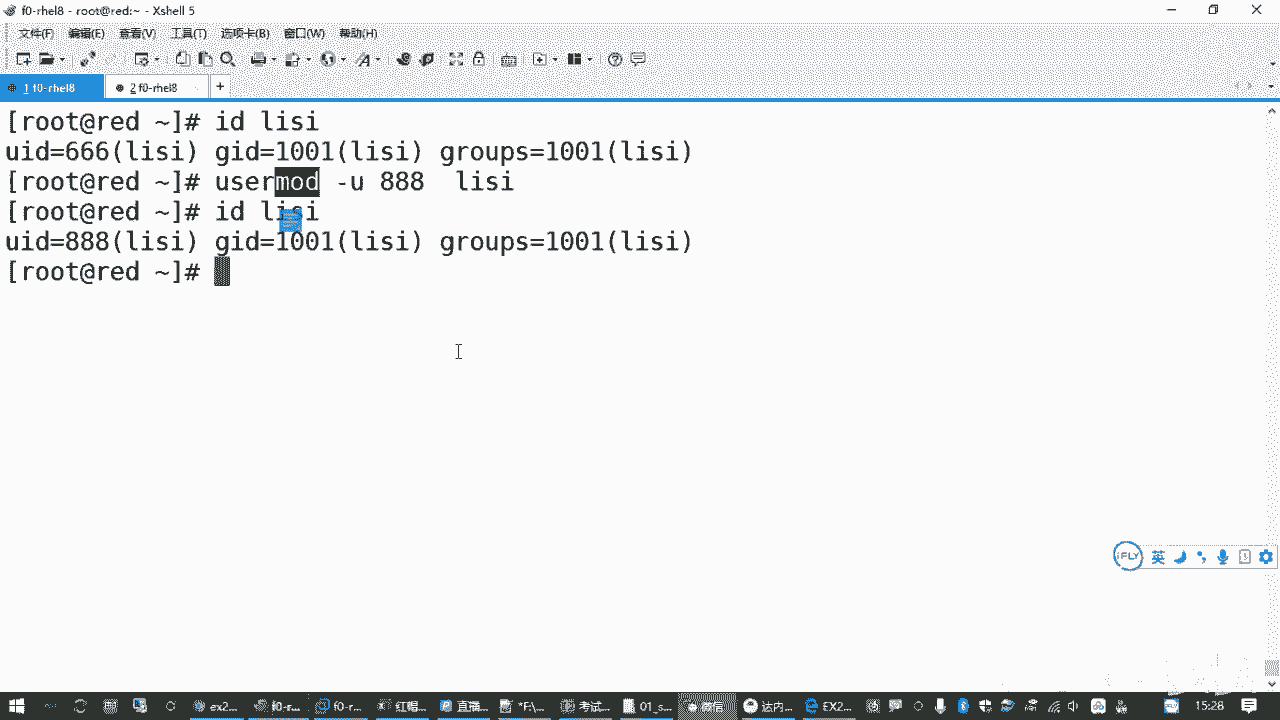 f0-rhel8 - root@red:~ - Xshell 5
文件(F) 编辑(E) 查看(V) 工具(T) 选项卡(B) 窗口(W) 帮助(H)
1 f0-rhel8 2 f0-rhel8 +
[root@red ~]# id lisi
uid=666(lisi) gid=1001(lisi) groups=1001(lisi)
[root@red ~]# usermod -u 888  lisi
[root@red ~]# id lisi
uid=888(lisi) gid=1001(lisi) groups=1001(lisi)
[root@red ~]#
iFLY 英
ex2... f0-r... f0-r... 红帽... 直播... *F\... 考试... 01_s... 达内... EX2... iFLY 15:28